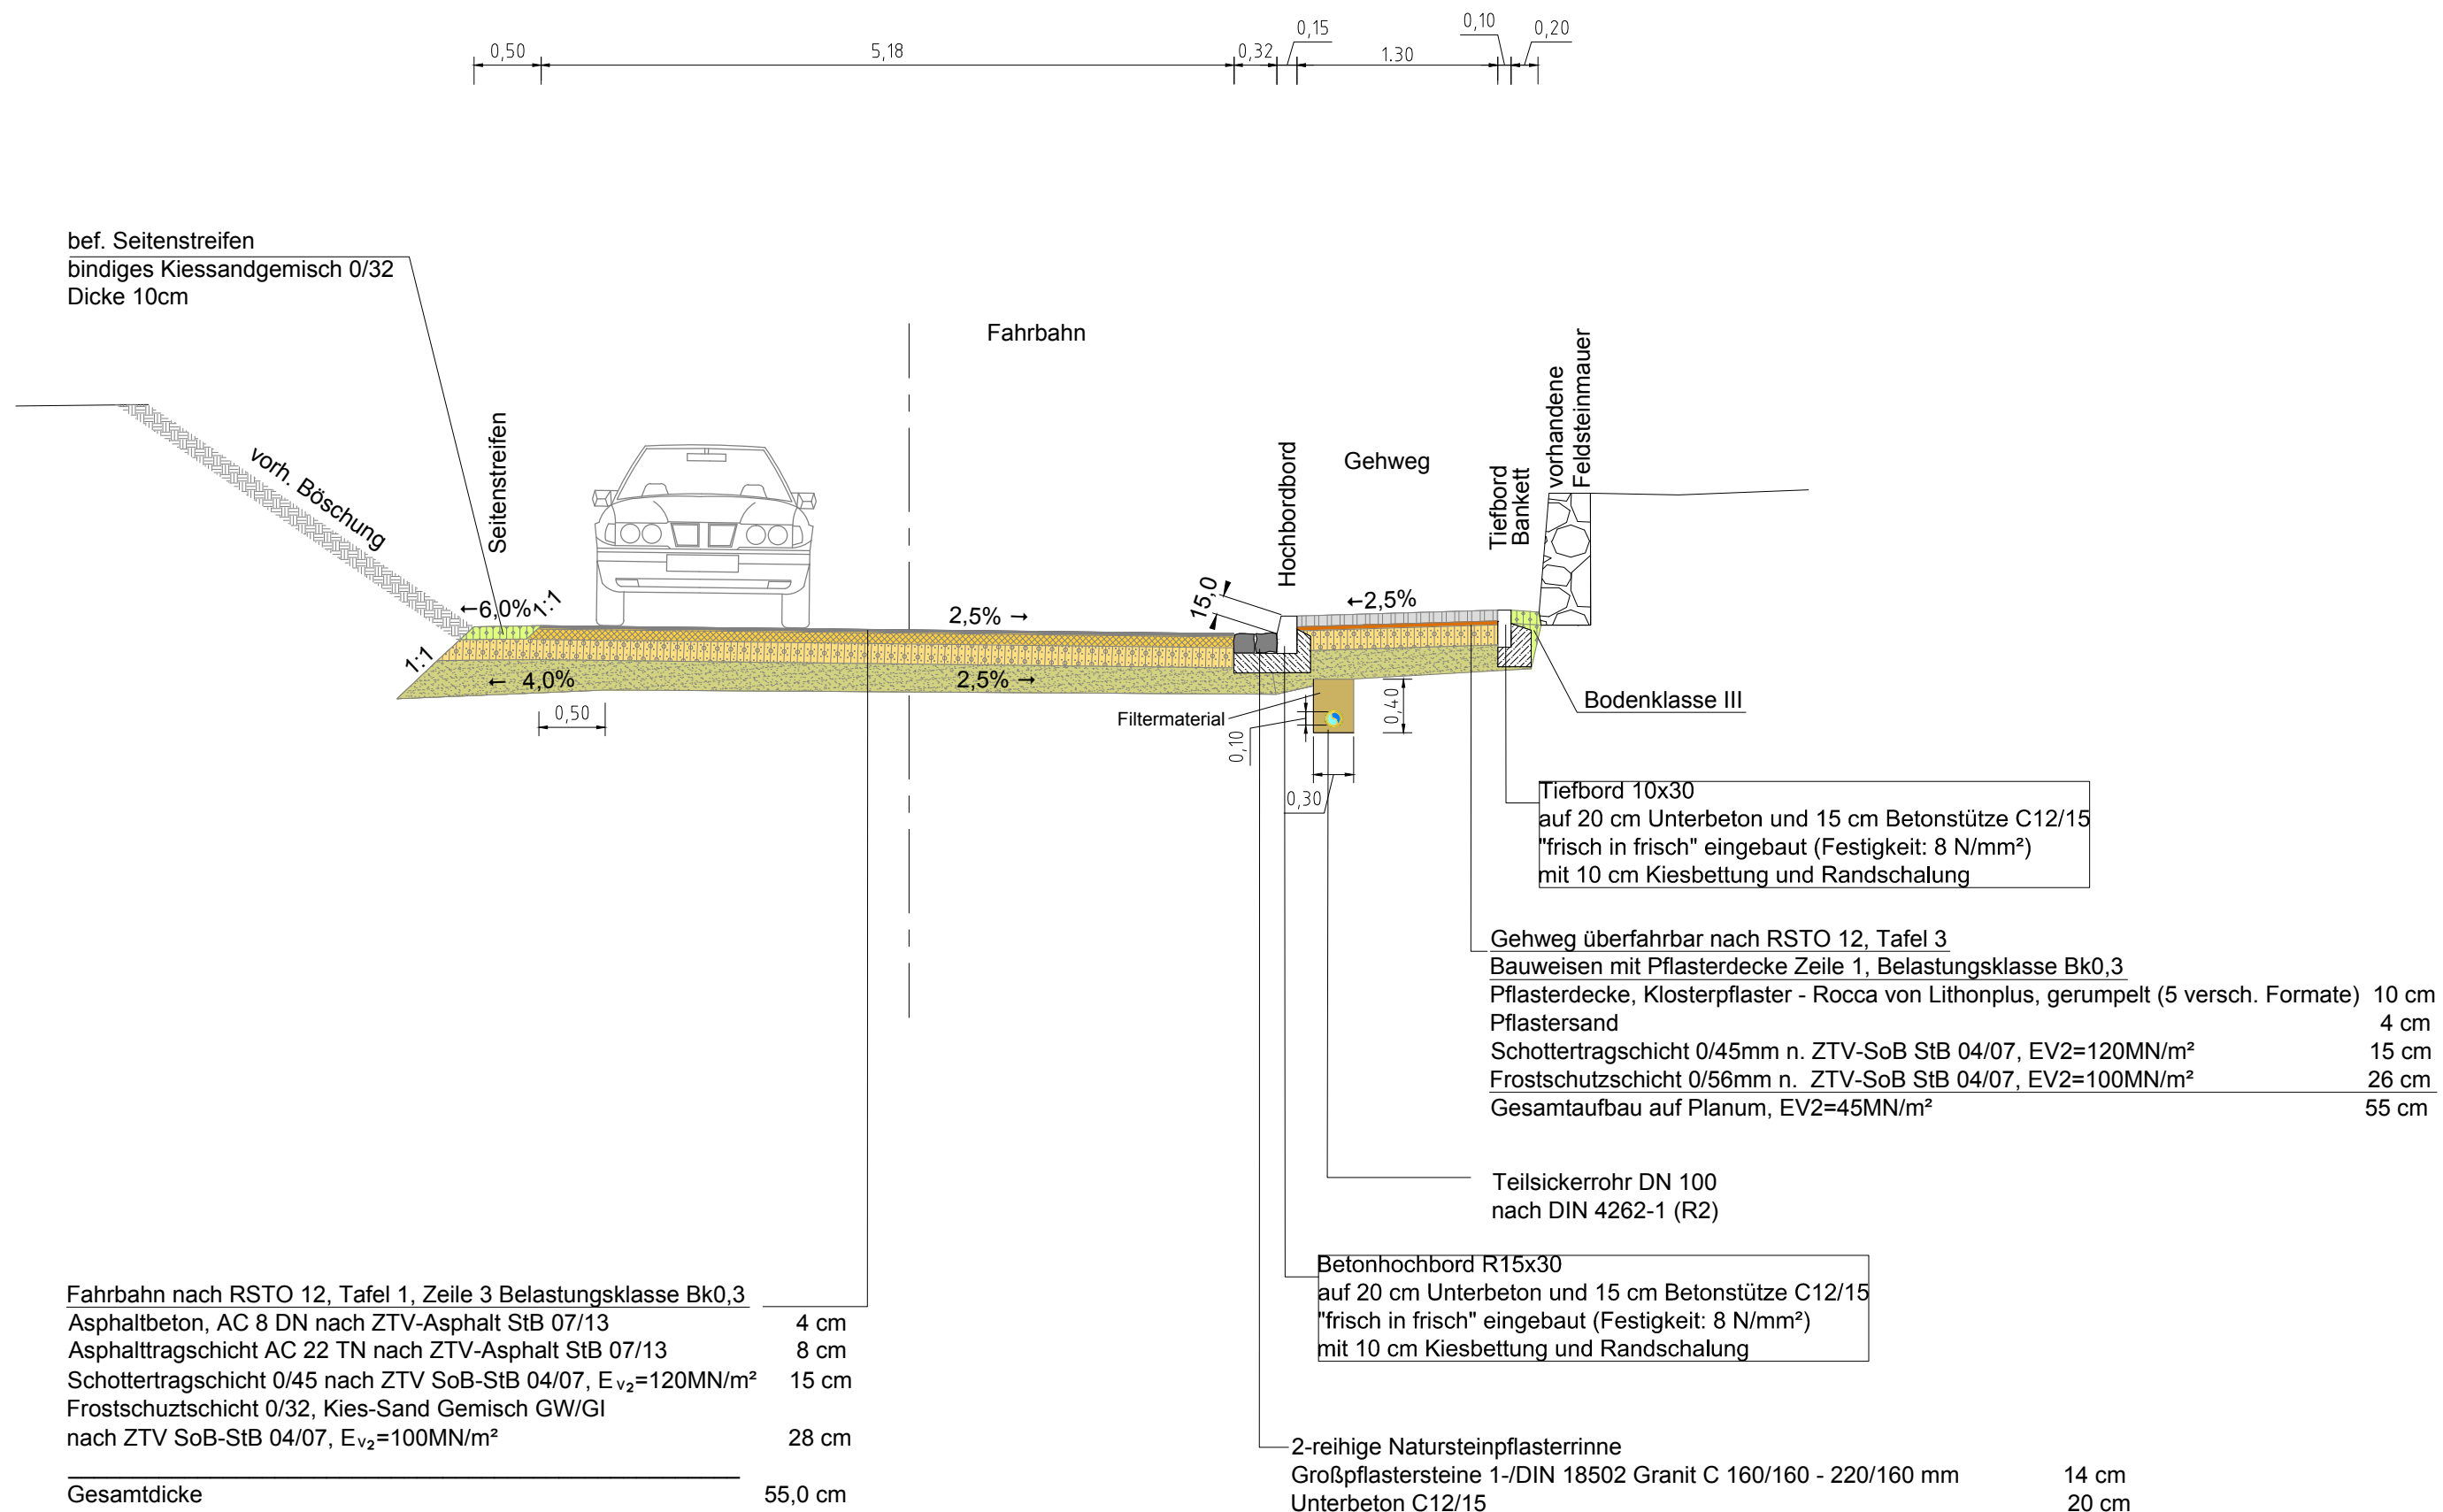 0,50
5,18
0,32
0,15
1.30
0,10
0,20
bef. Seitenstreifen
bindiges Kiessandgemisch 0/32
Dicke 10cm
Fahrbahn
vorh. Böschung
Seitenstreifen
Hochbordbord
Gehweg
Tiefbord
Bankett
vorhandene
Feldsteinmauer
←6,0%
1:1
2,5% →
15,0
←2,5%
1:1
← 4,0%
2,5% →
0,50
Filtermaterial
0,10
0,40
0,30
Bodenklasse III
Tiefbord 10x30
auf 20 cm Unterbeton und 15 cm Betonstütze C12/15
"frisch in frisch" eingebaut (Festigkeit: 8 N/mm²)
mit 10 cm Kiesbettung und Randschalung
Gehweg überfahrbar nach RSTO 12, Tafel 3
Bauweisen mit Pflasterdecke Zeile 1, Belastungsklasse Bk0,3
Pflasterdecke, Klosterpflaster - Rocca von Lithonplus, gerumpelt (5 versch. Formate) 10 cm
Pflastersand 4 cm
Schottertragschicht 0/45mm n. ZTV-SoB StB 04/07, EV2=120MN/m² 15 cm
Frostschutzschicht 0/56mm n. ZTV-SoB StB 04/07, EV2=100MN/m² 26 cm
Gesamtaufbau auf Planum, EV2=45MN/m² 55 cm
Teilsickerrohr DN 100
nach DIN 4262-1 (R2)
Betonhochbord R15x30
auf 20 cm Unterbeton und 15 cm Betonstütze C12/15
"frisch in frisch" eingebaut (Festigkeit: 8 N/mm²)
mit 10 cm Kiesbettung und Randschalung
Fahrbahn nach RSTO 12, Tafel 1, Zeile 3 Belastungsklasse Bk0,3
Asphaltbeton, AC 8 DN nach ZTV-Asphalt StB 07/13 4 cm
Asphalttragschicht AC 22 TN nach ZTV-Asphalt StB 07/13 8 cm
Schottertragschicht 0/45 nach ZTV SoB-StB 04/07, Ev₂=120MN/m² 15 cm
Frostschuztschicht 0/32, Kies-Sand Gemisch GW/GI
nach ZTV SoB-StB 04/07, Ev₂=100MN/m² 28 cm
Gesamtdicke 55,0 cm
2-reihige Natursteinpflasterrinne
Großpflastersteine 1-/DIN 18502 Granit C 160/160 - 220/160 mm 14 cm
Unterbeton C12/15 20 cm